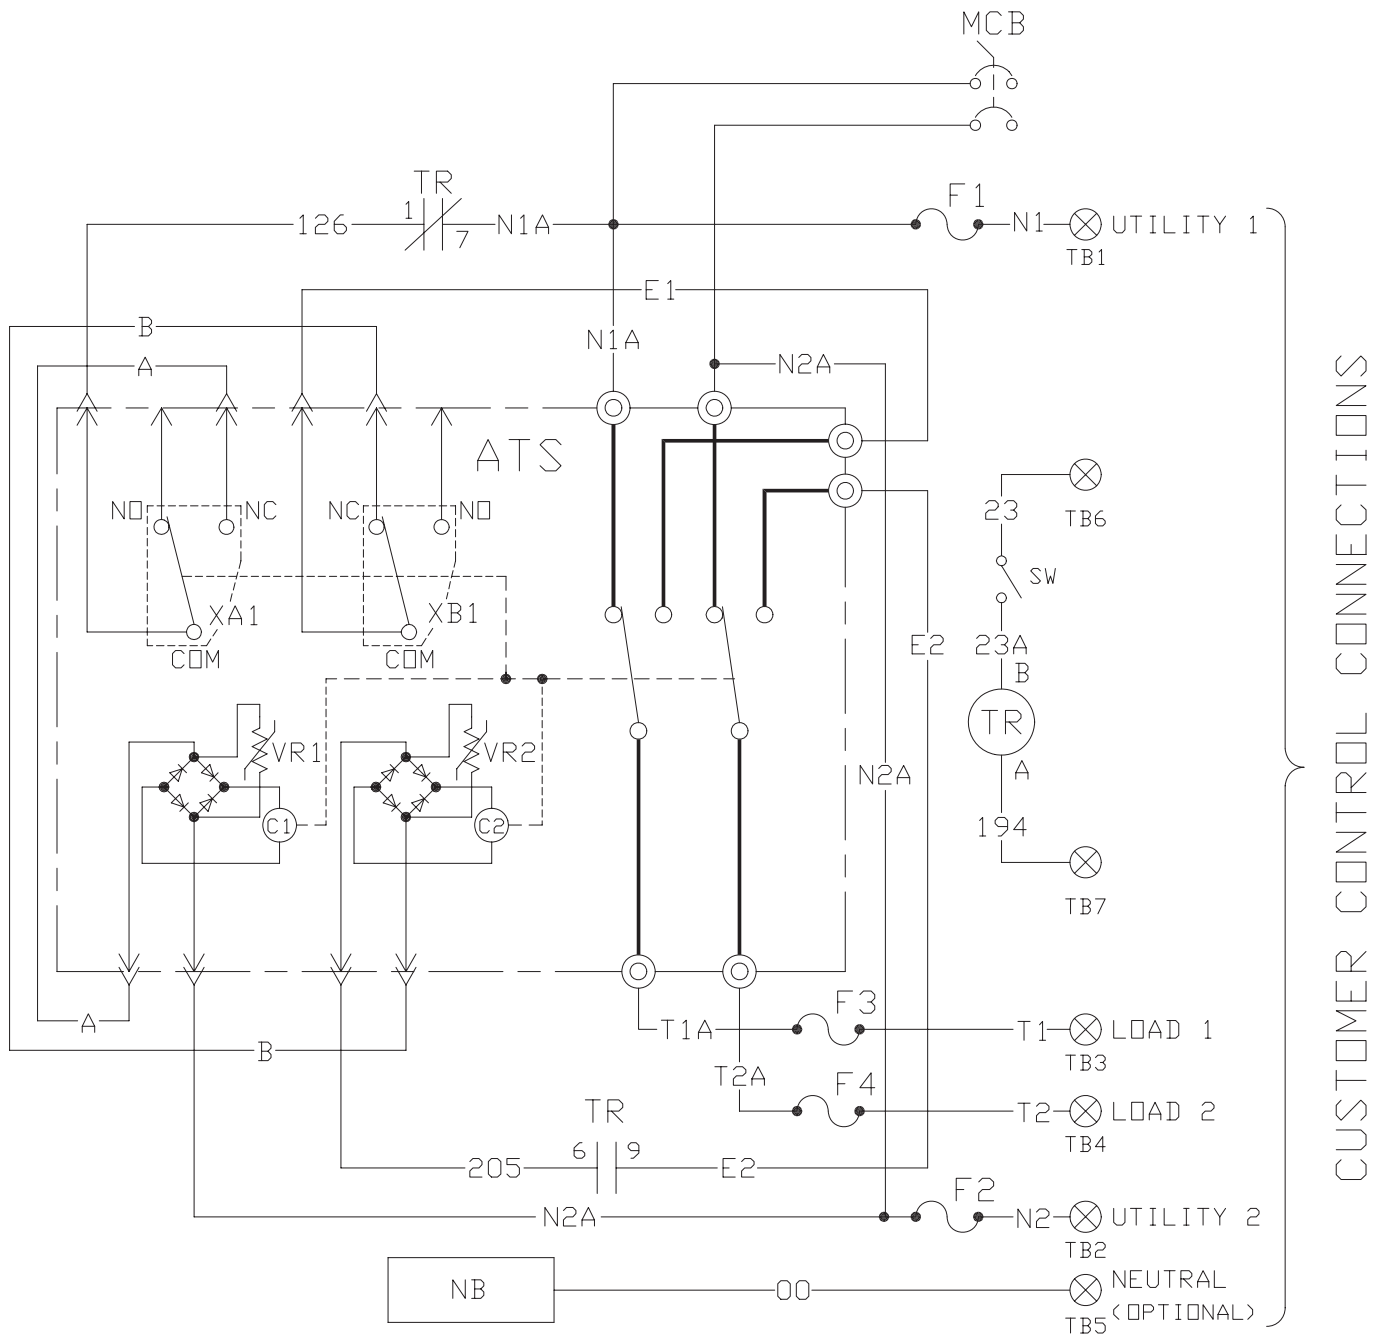 MCB
TR
F1
126
1
7
N1A
N1
UTILITY 1
TB1
E1
B
N1A
A
N2A
ATS
NO
NC
NC
NO
23
TB6
SW
XA1
XB1
COM
COM
E2
23A
B
TR
VR1
VR2
A
N2A
C1
C2
194
TB7
F3
A
T1A
T1
LOAD 1
B
TB3
T2A
F4
TR
T2
LOAD 2
6
9
TB4
205
E2
F2
N2A
N2
UTILITY 2
TB2
NB
00
NEUTRAL
(OPTIONAL)
TB5
CUSTOMER CONTROL CONNECTIONS